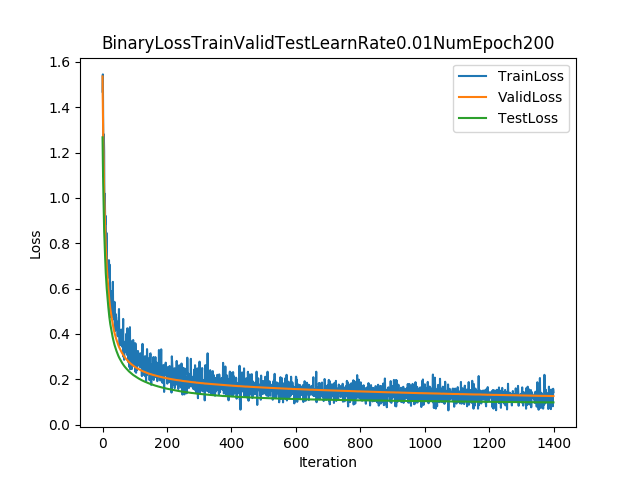 BinaryLossTrainValidTestLearnRate0.01NumEpoch200
1.6
1.4
1.2
1.0
0.8
0.6
0.4
0.2
0.0
Loss
TrainLoss
ValidLoss
TestLoss
0 200 400 600 800 1000 1200 1400
Iteration